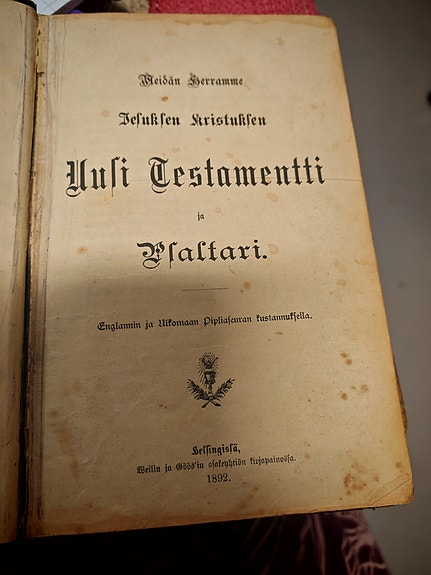 Meidän Herramme
Jesuksen Kristuksen
Uusi Testamentti
ja
Psaltari.
Englannin ja Ulkomaan Pipliaseuran kustannuksella.
Helsingissä,
Weilin ja Göös'in osakeyhtiön kirjapainossa.
1892.